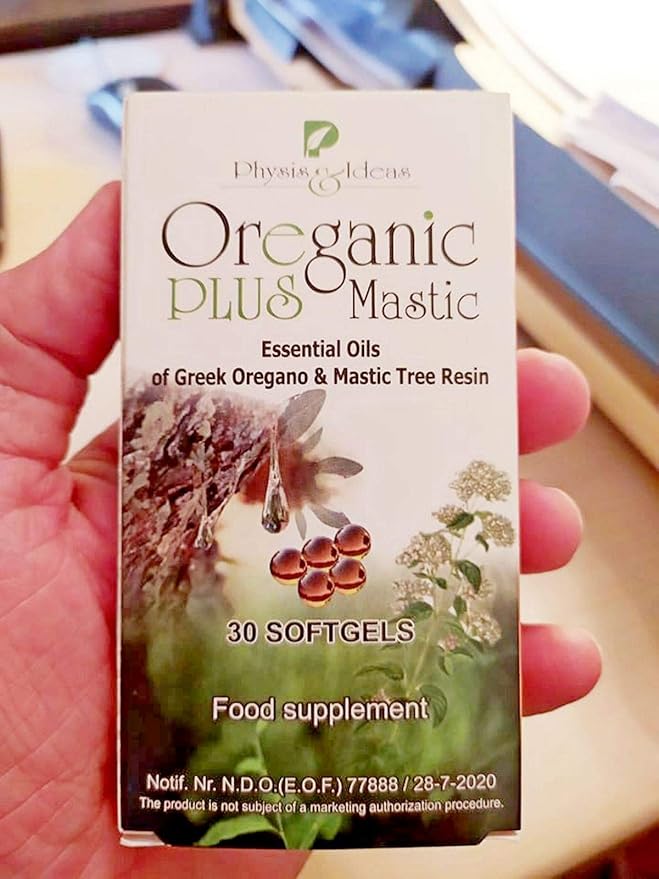 P
Physis & Ideas
Oreganic
PLUS Mastic
Essential Oils
of Greek Oregano & Mastic Tree Resin
30 SOFTGELS
Food supplement
Notif. Nr. N.D.O.(E.O.F.) 77888 / 28-7-2020
The product is not subject of a marketing authorization procedure.